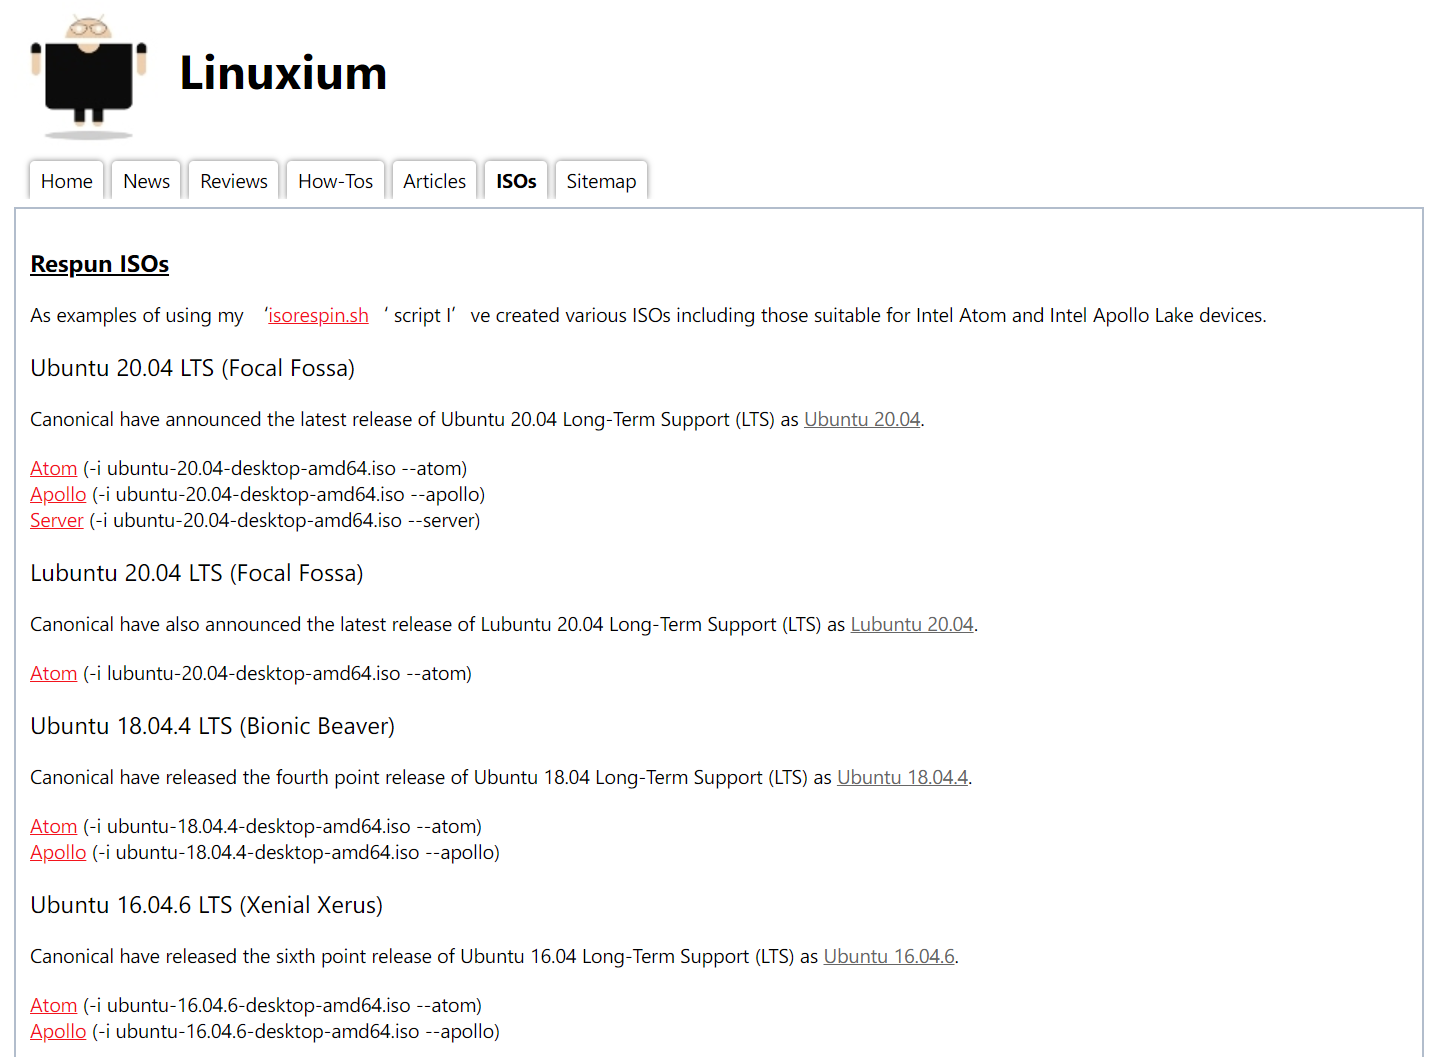 Linuxium
Home News Reviews How-Tos Articles ISOs Sitemap
Respun ISOs
As examples of using my ‘isorespin.sh‘ script I’ve created various ISOs including those suitable for Intel Atom and Intel Apollo Lake devices.
Ubuntu 20.04 LTS (Focal Fossa)
Canonical have announced the latest release of Ubuntu 20.04 Long-Term Support (LTS) as Ubuntu 20.04.
Atom (-i ubuntu-20.04-desktop-amd64.iso --atom)
Apollo (-i ubuntu-20.04-desktop-amd64.iso --apollo)
Server (-i ubuntu-20.04-desktop-amd64.iso --server)
Lubuntu 20.04 LTS (Focal Fossa)
Canonical have also announced the latest release of Lubuntu 20.04 Long-Term Support (LTS) as Lubuntu 20.04.
Atom (-i lubuntu-20.04-desktop-amd64.iso --atom)
Ubuntu 18.04.4 LTS (Bionic Beaver)
Canonical have released the fourth point release of Ubuntu 18.04 Long-Term Support (LTS) as Ubuntu 18.04.4.
Atom (-i ubuntu-18.04.4-desktop-amd64.iso --atom)
Apollo (-i ubuntu-18.04.4-desktop-amd64.iso --apollo)
Ubuntu 16.04.6 LTS (Xenial Xerus)
Canonical have released the sixth point release of Ubuntu 16.04 Long-Term Support (LTS) as Ubuntu 16.04.6.
Atom (-i ubuntu-16.04.6-desktop-amd64.iso --atom)
Apollo (-i ubuntu-16.04.6-desktop-amd64.iso --apollo)